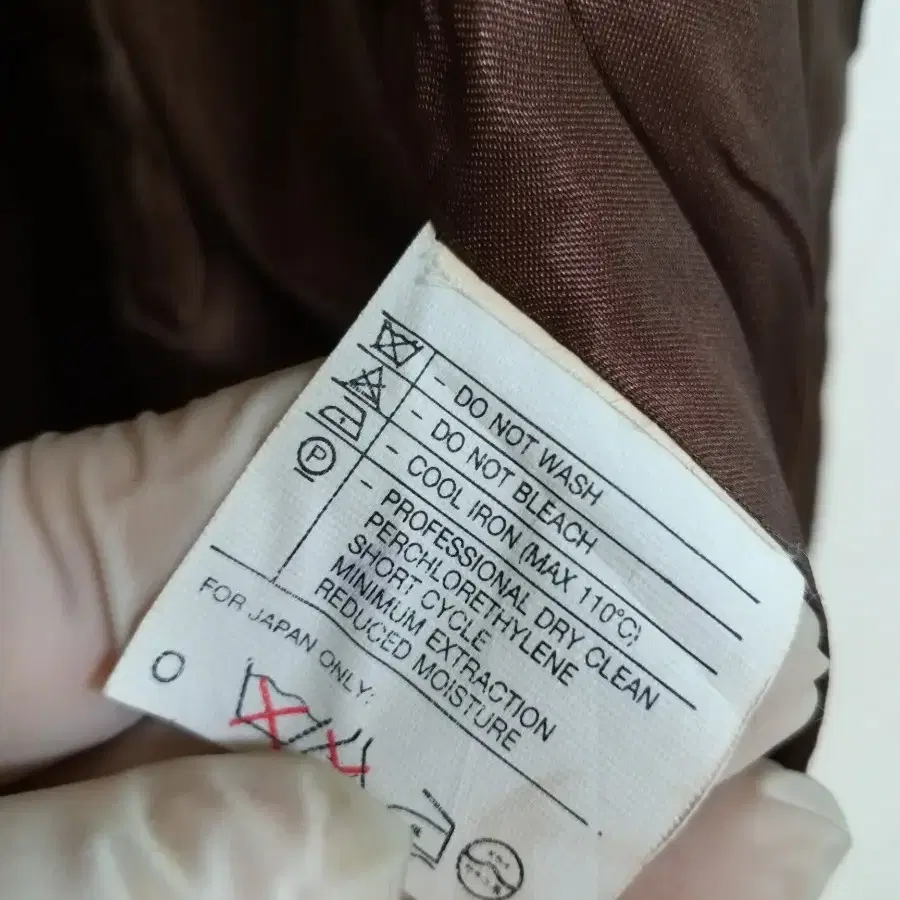 - DO NOT WASH
- DO NOT BLEACH
- COOL IRON (MAX 110°C)
P
- PROFESSIONAL DRY CLEAN
PERCHLORETHYLENE
SHORT CYCLE
MINIMUM EXTRACTION
REDUCED MOISTURE
FOR JAPAN ONLY:
O